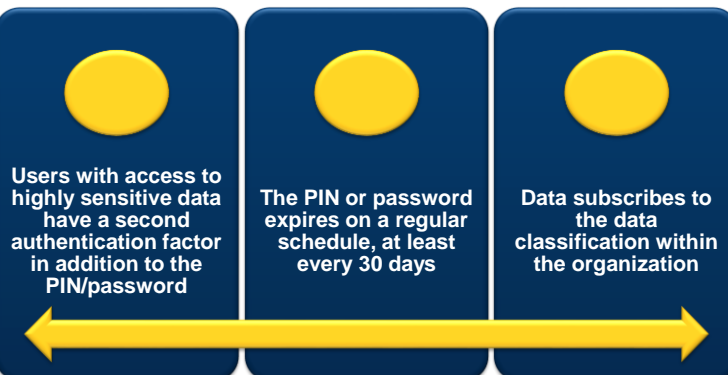 Users with access to
highly sensitive data
have a second
authentication factor
in addition to the
PIN/password
The PIN or password
expires on a regular
schedule, at least
every 30 days
Data subscribes to
the data
classification within
the organization